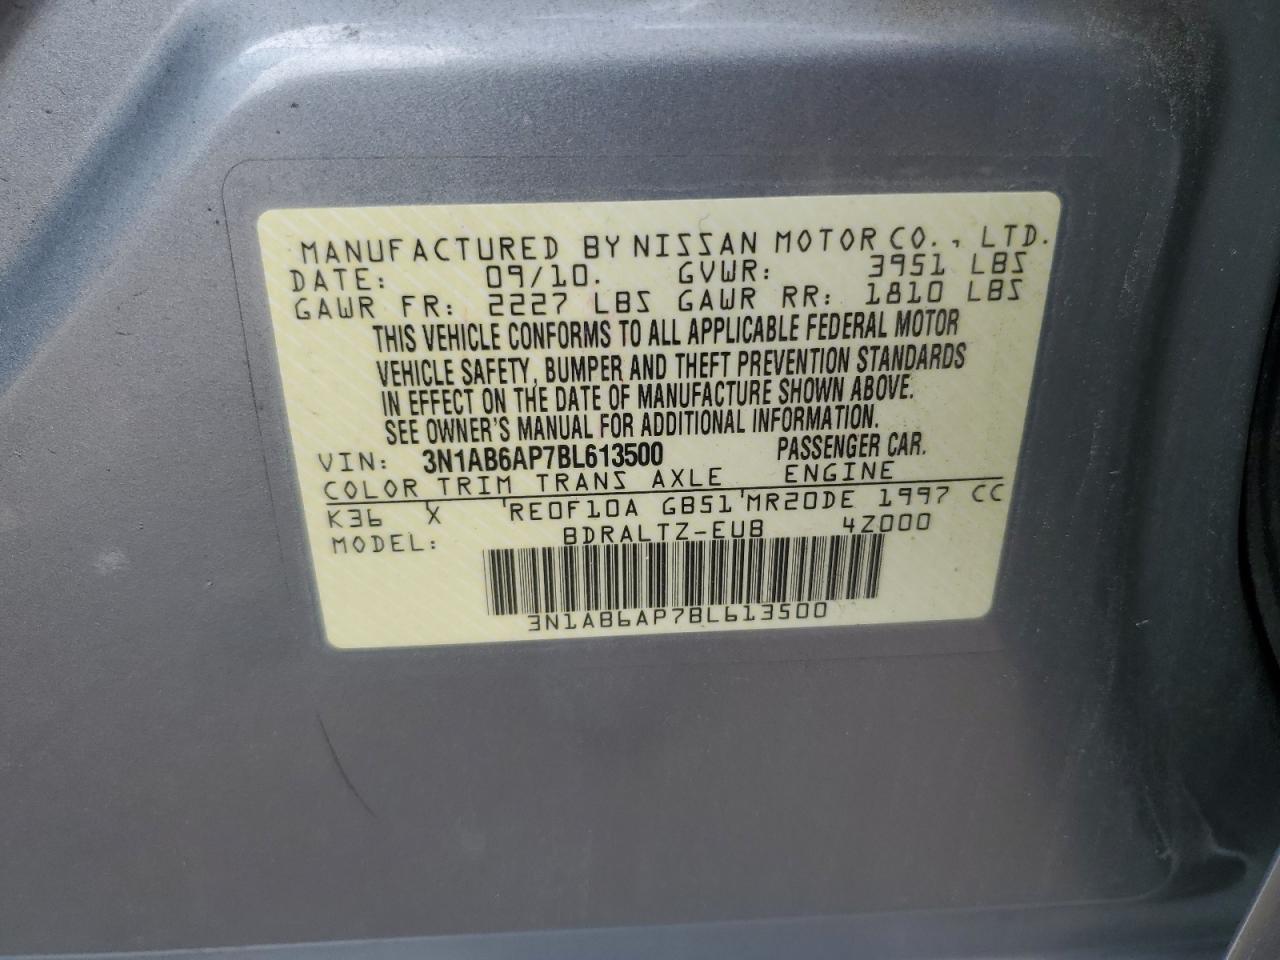 MANUFACTURED BY NISSAN MOTOR CO., LTD.
DATE: 09/10. GVWR: 3951 LBS
GAWR FR: 2227 LBS GAWR RR: 1810 LBS
THIS VEHICLE CONFORMS TO ALL APPLICABLE FEDERAL MOTOR
VEHICLE SAFETY, BUMPER AND THEFT PREVENTION STANDARDS
IN EFFECT ON THE DATE OF MANUFACTURE SHOWN ABOVE.
SEE OWNER'S MANUAL FOR ADDITIONAL INFORMATION.
VIN: 3N1AB6AP7BL613500 PASSENGER CAR.
COLOR TRIM TRANS AXLE ENGINE
K36 X RE0F10A GB51 MR20DE 1997 CC
MODEL: BDRALTZ-EUB 4Z000
3N1AB6AP7BL613500